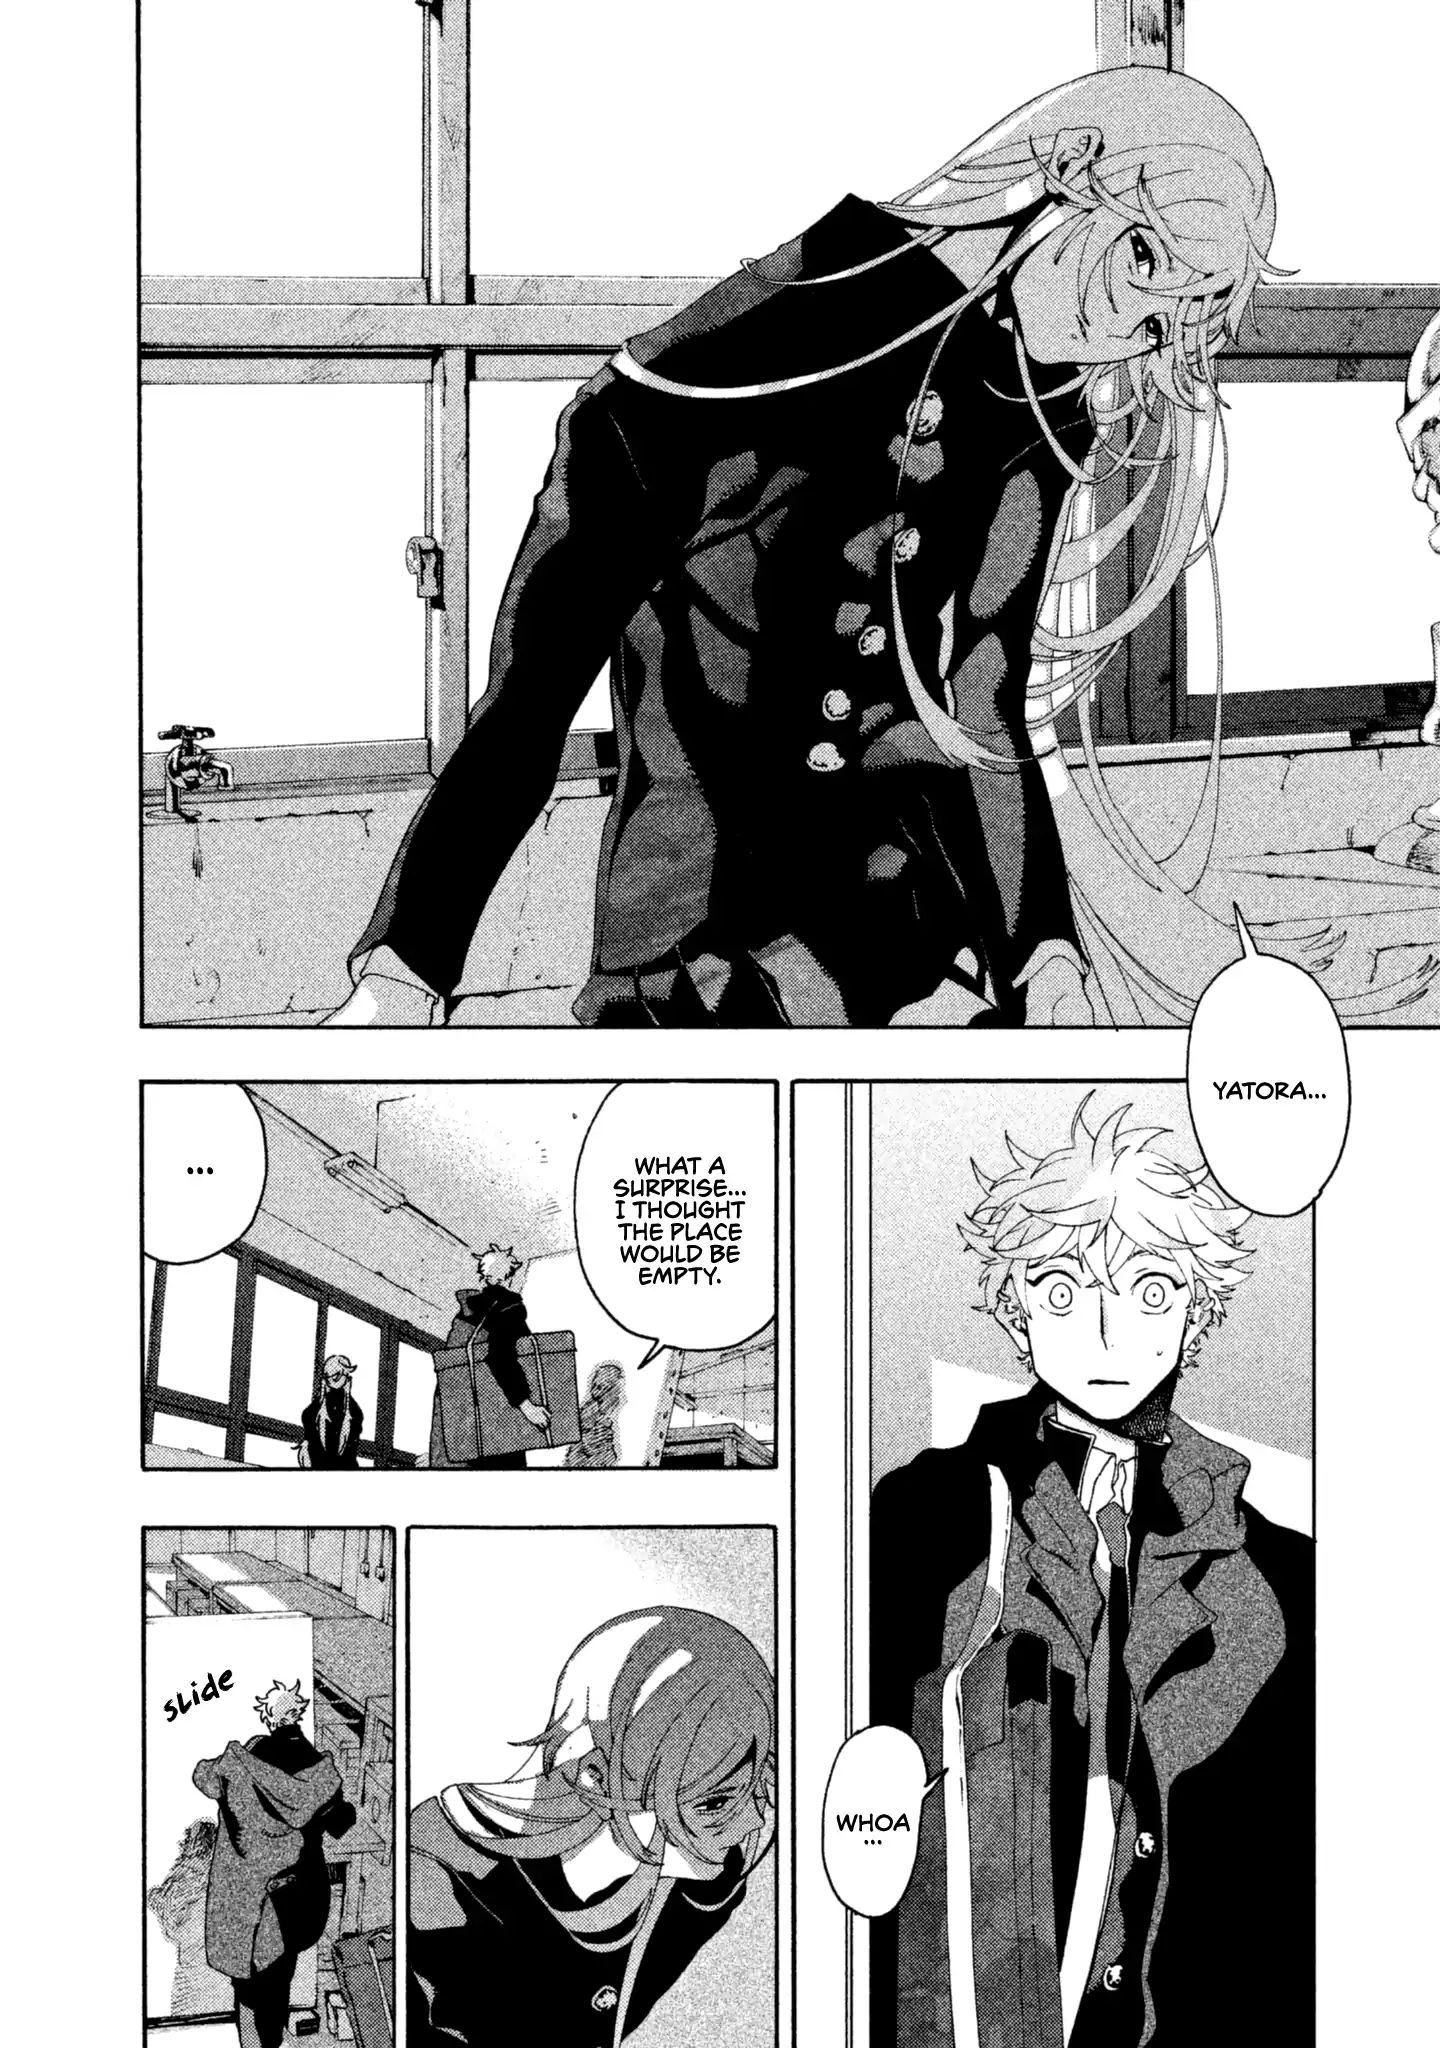 YATORA...
WHOA
...
WHAT A
SURPRISE...
I THOUGHT
THE PLACE
WOULD BE
EMPTY.
...
SLIDE